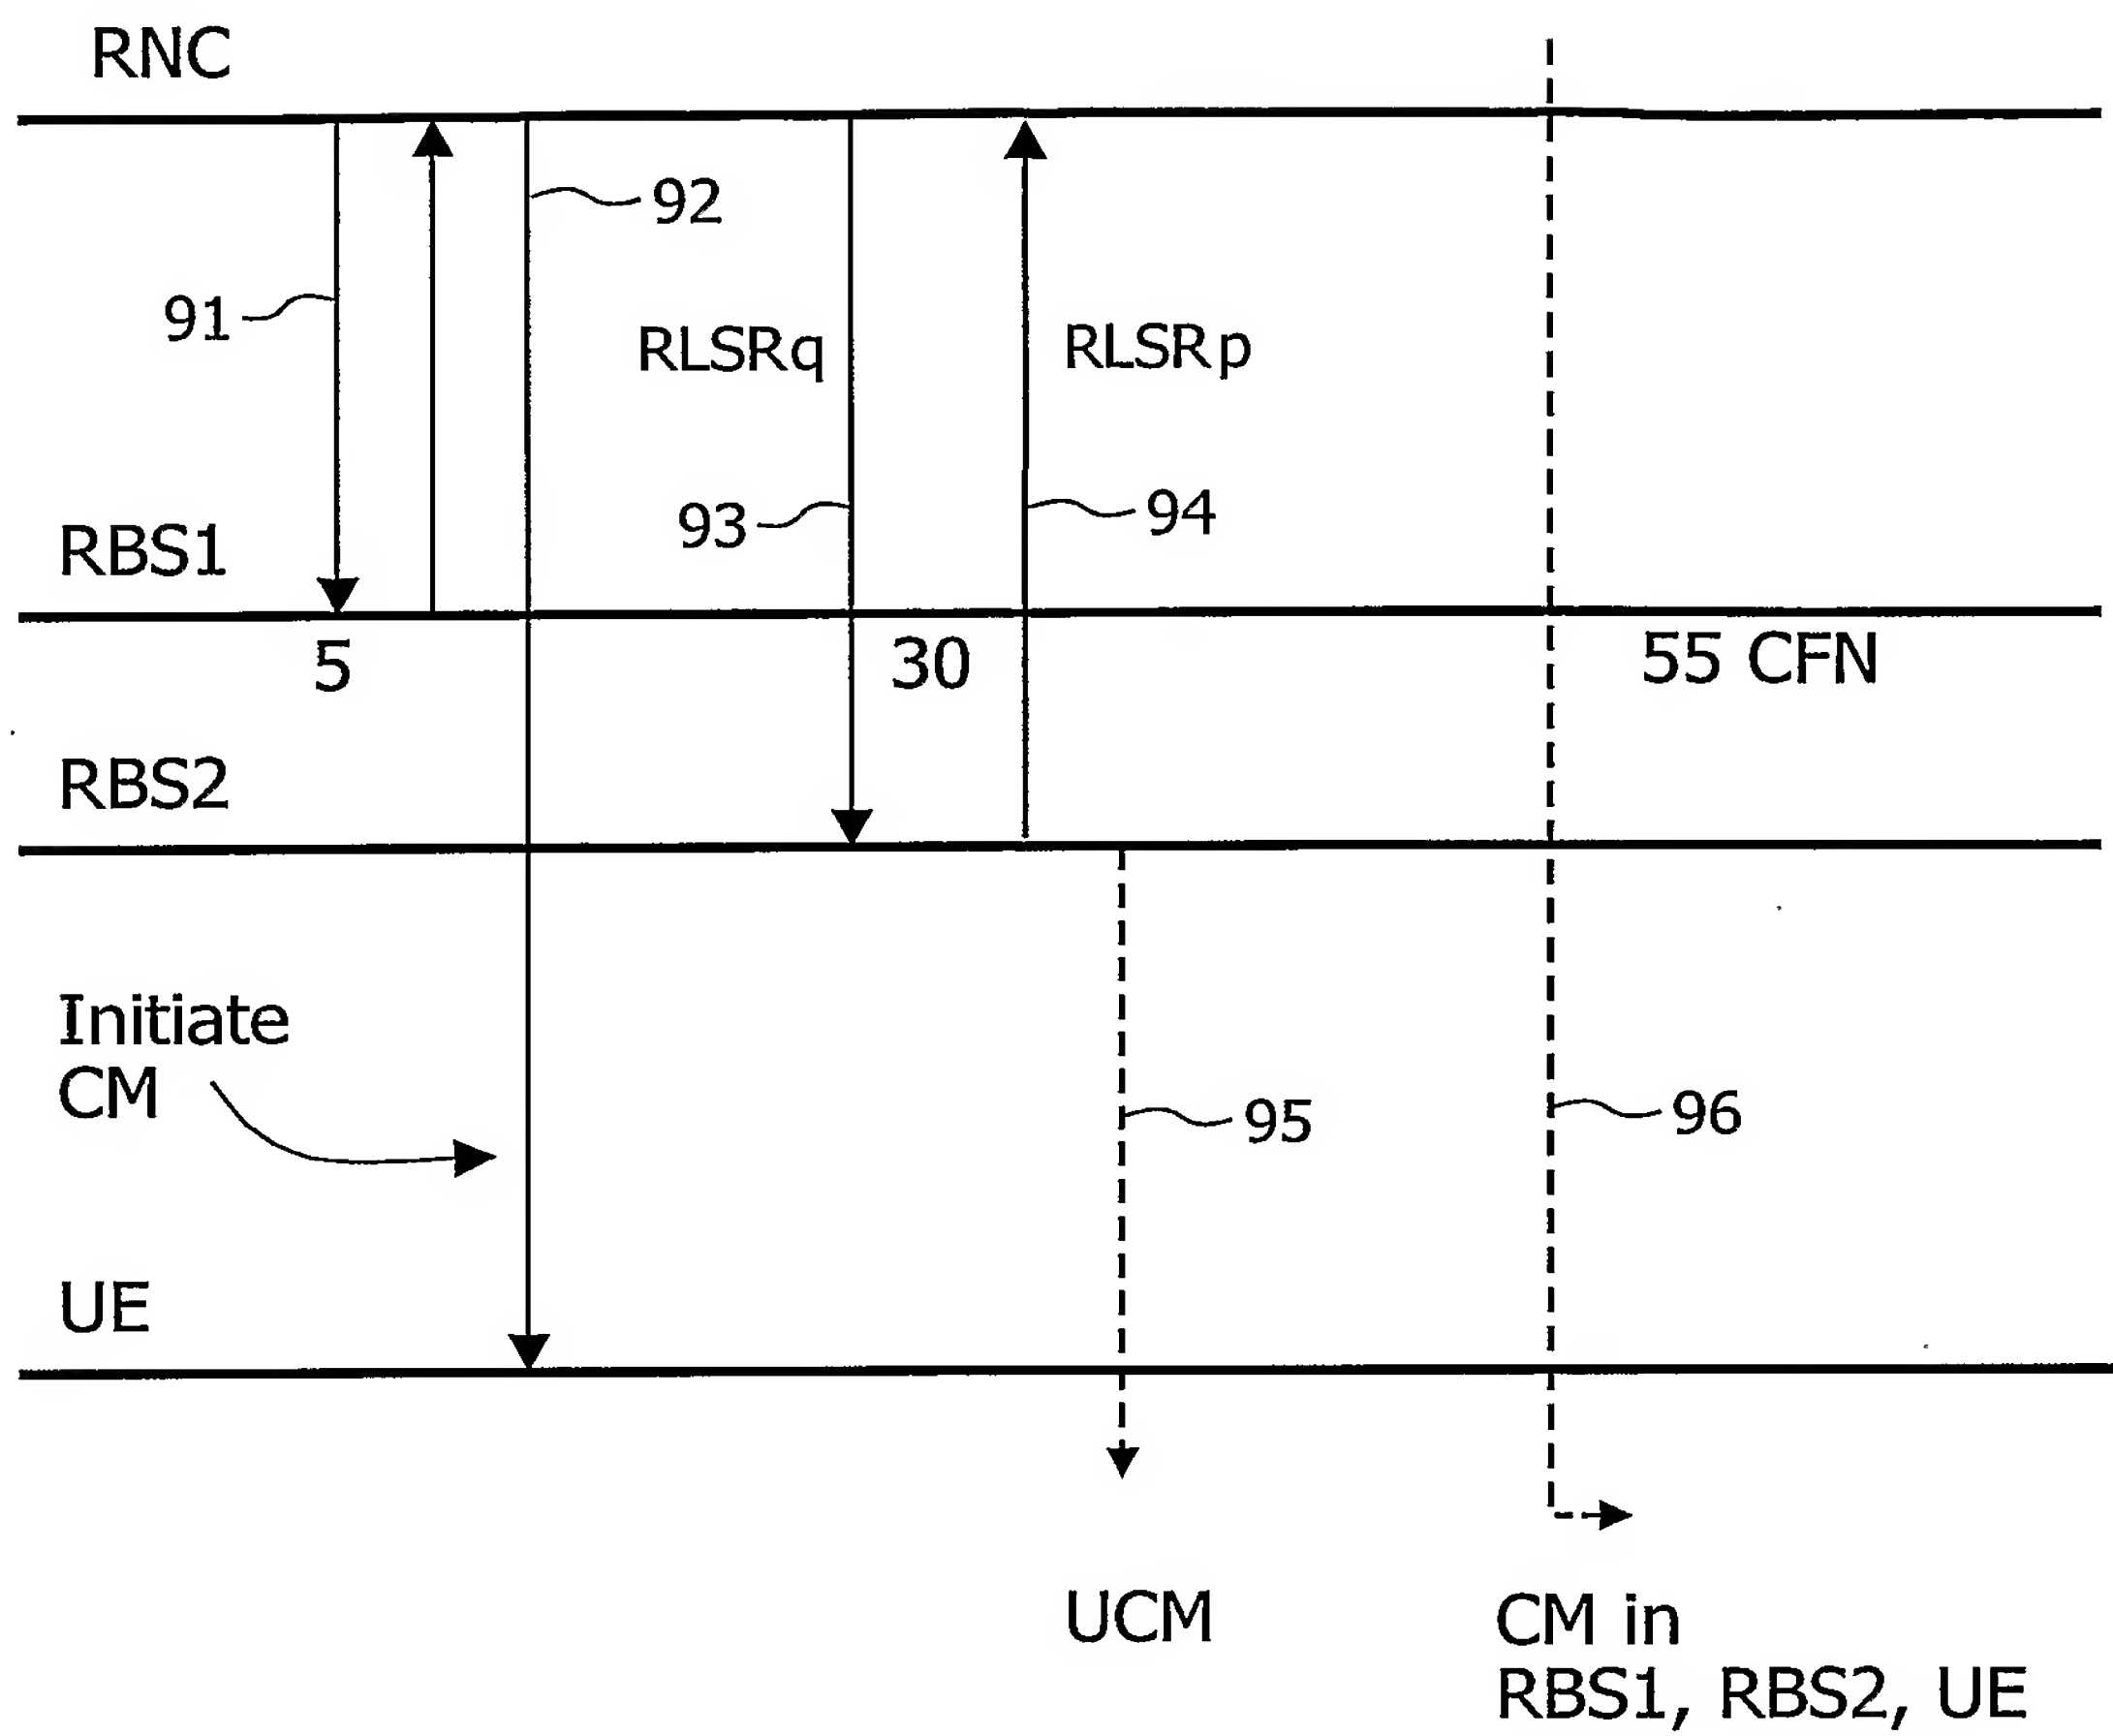 RNC
92
91
RLSRq
RLSRp
93
94
RBS1
5
30
55 CFN
RBS2
Initiate
CM
95
96
UE
UCM
CM in
RBS1, RBS2, UE